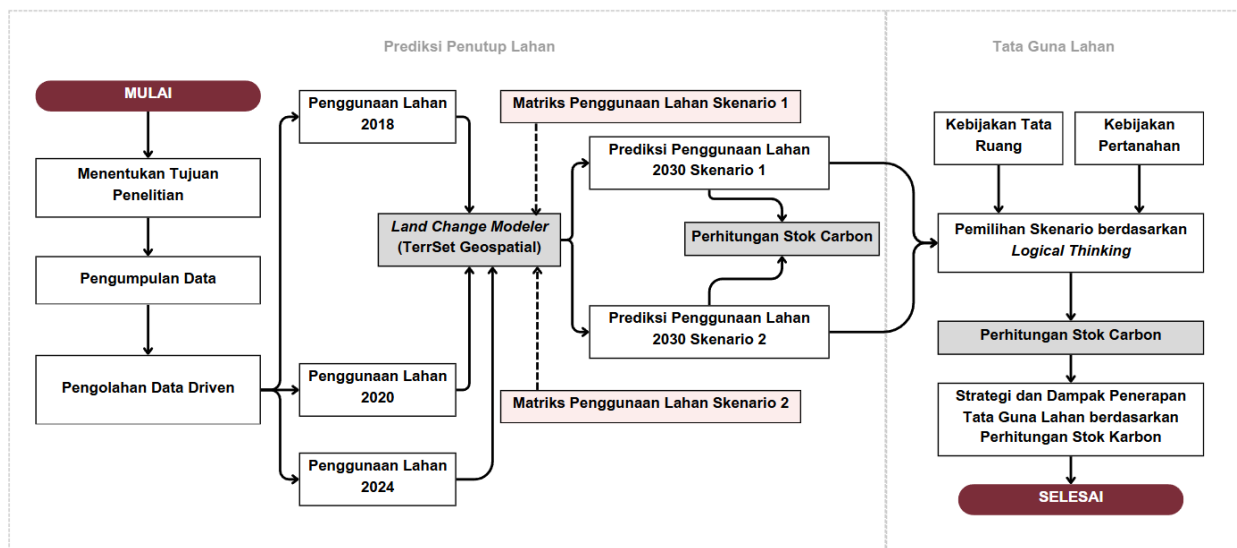 Prediksi Penutup Lahan
Tata Guna Lahan
MULAI
Menentukan Tujuan
Penelitian
Pengumpulan Data
Pengolahan Data Driven
Penggunaan Lahan
2018
Penggunaan Lahan
2020
Penggunaan Lahan
2024
Matriks Penggunaan Lahan Skenario 1
Land Change Modeler
(TerrSet Geospatial)
Matriks Penggunaan Lahan Skenario 2
Prediksi Penggunaan Lahan
2030 Skenario 1
Perhitungan Stok Carbon
Prediksi Penggunaan Lahan
2030 Skenario 2
Kebijakan Tata
Ruang
Kebijakan
Pertanahan
Pemilihan Skenario berdasarkan
Logical Thinking
Perhitungan Stok Carbon
Strategi dan Dampak Penerapan
Tata Guna Lahan berdasarkan
Perhitungan Stok Karbon
SELESAI